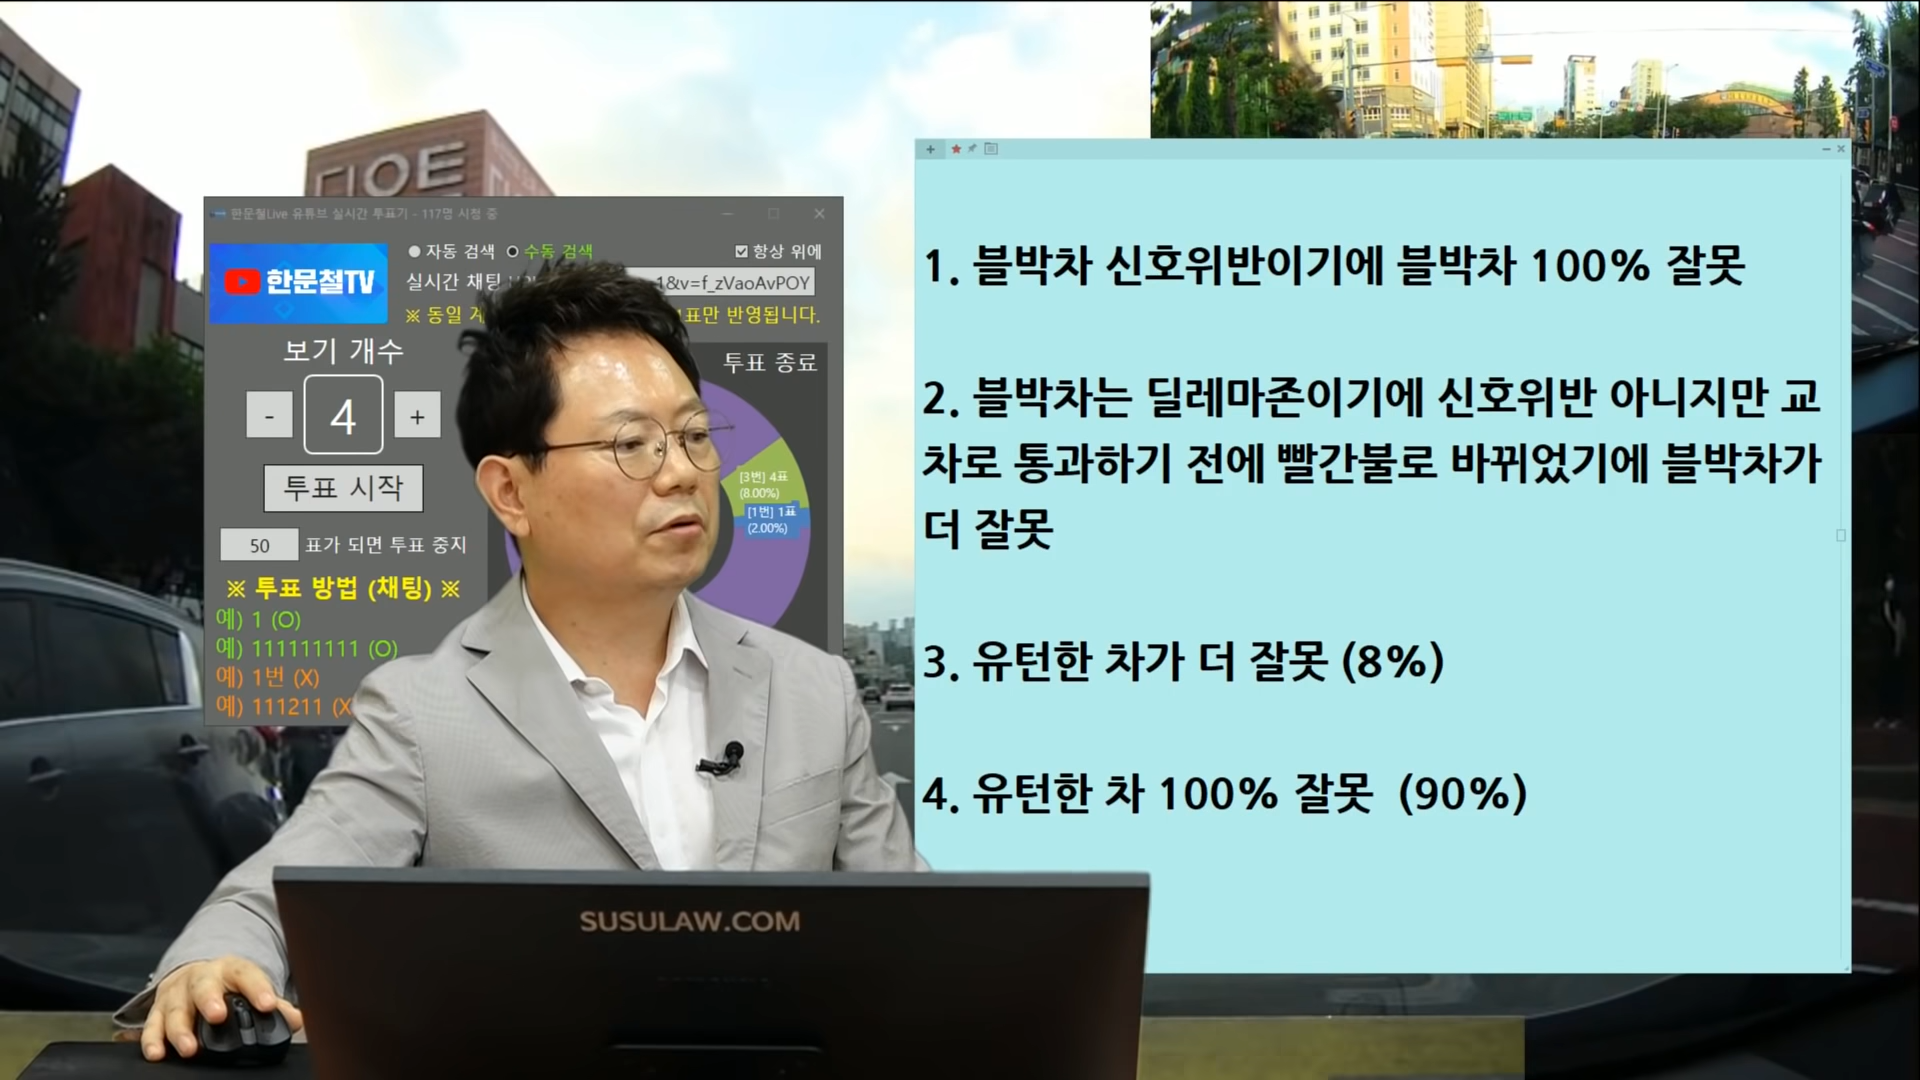 디오트
한문철Live 유튜브 실시간 투표기 - 117명 시청 중
한문철TV
자동 검색 수동 검색 항상 위에
실시간 채팅
1&v=f_zVaoAvPOY
※ 동일 계
1표만 반영됩니다.
보기 개수
투표 종료
- 4 +
[3번] 4표
(8.00%)
[1번] 1표
(2.00%)
투표 시작
50 표가 되면 투표 중지
※ 투표 방법 (채팅) ※
예) 1 (O)
예) 111111111 (O)
예) 1번 (X)
예) 111211 (X
1. 블박차 신호위반이기에 블박차 100% 잘못
2. 블박차는 딜레마존이기에 신호위반 아니지만 교
차로 통과하기 전에 빨간불로 바뀌었기에 블박차가
더 잘못
3. 유턴한 차가 더 잘못 (8%)
4. 유턴한 차 100% 잘못 (90%)
SUSULAW.COM